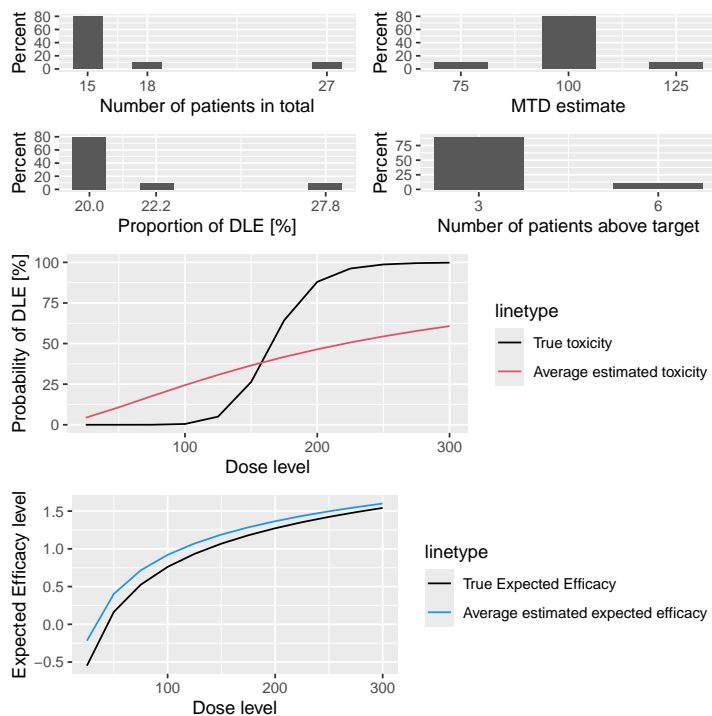 Percent
80
60
40
20
0
15 18 27
Number of patients in total
Percent
80
60
40
20
0
75 100 125
MTD estimate
Percent
80
60
40
20
0
20.0 22.2 27.8
Proportion of DLE [%]
Percent
75
50
25
0
3 6
Number of patients above target
Probability of DLE [%]
100
75
50
25
0
100 200 300
Dose level
linetype
True toxicity
Average estimated toxicity
Expected Efficacy level
1.5
1.0
0.5
0.0
−0.5
100 200 300
Dose level
linetype
True Expected Efficacy
Average estimated expected efficacy